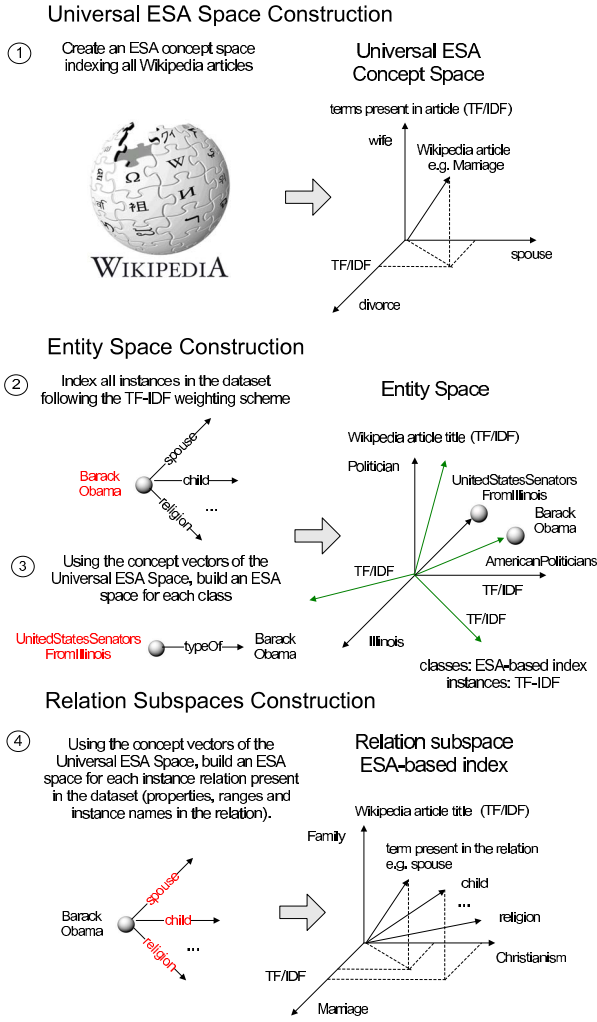 Universal ESA Space Construction
1
Create an ESA concept space
indexing all Wikipedia articles
Universal ESA
Concept Space
terms present in article (TF/IDF)
wife
Wikipedia article
e.g. Marriage
Ω
W
И
祖
WIKIPEDIA
TF/IDF
spouse
divorce
Entity Space Construction
2
Index all instances in the dataset
following the TF-IDF weighting scheme
Entity Space
Wikipedia article title (TF/IDF)
spouse
Politician
Barack
Obama
child
...
religion
UnitedStatesSenators
FromIllinois
Barack
Obama
3
Using the concept vectors of the
Universal ESA Space, build an ESA
space for each class
TF/IDF
AmericanPoliticians
TF/IDF
TF/IDF
UnitedStatesSenators
FromIllinois
typeOf
Barack
Obama
Illinois
classes: ESA-based index
instances: TF-IDF
Relation Subspaces Construction
4
Using the concept vectors of the
Universal ESA Space, build an ESA
space for each instance relation present
in the dataset (properties, ranges and
instance names in the relation).
Relation subspace
ESA-based index
Wikipedia article title (TF/IDF)
Family
term present in the relation
e.g. spouse
child
...
religion
spouse
Barack
Obama
child
...
religion
Christianism
TF/IDF
Marriage